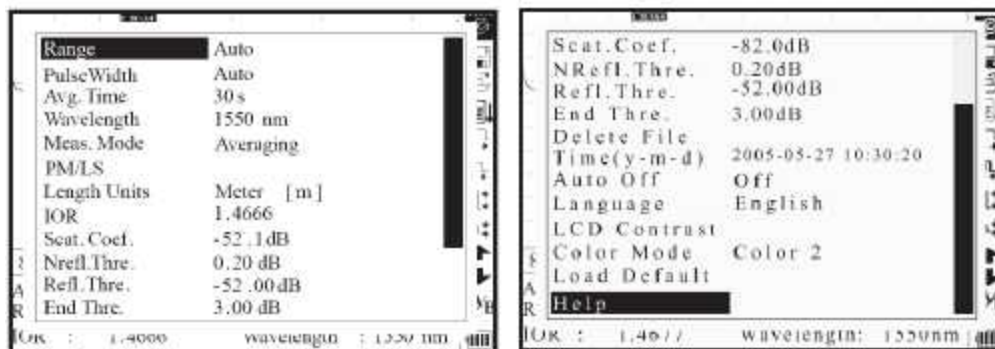 Range Auto
PulseWidth Auto
Avg. Time 30s
Wavelength 1550 nm
Meas. Mode Averaging
PM/LS
Length Units Meter [m]
IOR 1.4666
Scat. Coef. -52.1dB
Nrefl.Thre. 0.20 dB
Refl.Thre. -52.00dB
End Thre. 3.00 dB
IOR : 1.4666 Wavelength : 1550 nm
Scat.Coef. -82.0dB
NRefl.Thre. 0.20dB
Refl.Thre. -52.00dB
End Thre. 3.00dB
Delete File
Time(y-m-d) 2005-05-27 10:30:20
Auto Off Off
Language English
LCD Contrast
Color Mode Color 2
Load Default
Help
IOR : 1.4677 Wavelength: 1550nm